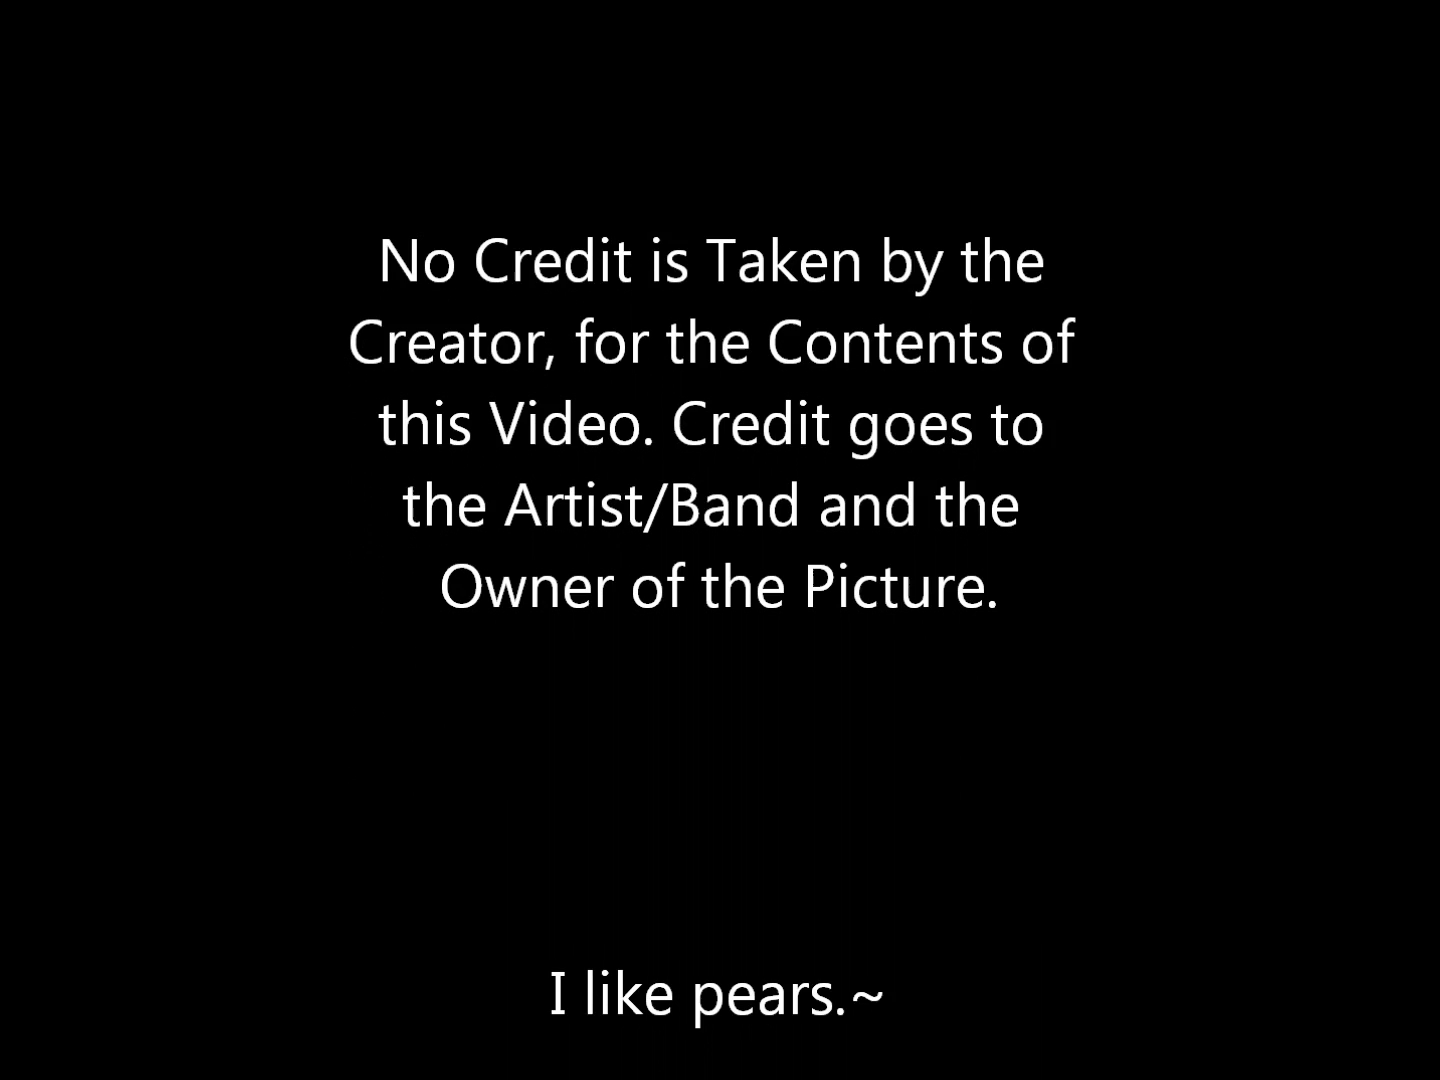 No Credit is Taken by the
Creator, for the Contents of
this Video. Credit goes to
the Artist/Band and the
Owner of the Picture.
I like pears.~